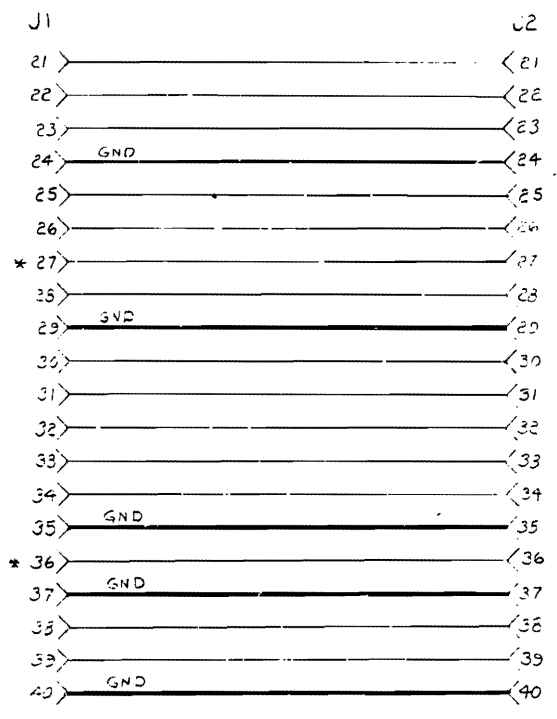 J1 J2
21 21
22 22
23 23
24 GND 24
25 25
26 26
* 27 27
28 28
29 GND 29
30 30
31 31
32 32
33 33
34 34
35 GND 35
* 36 36
37 GND 37
38 38
39 39
40 GND 40